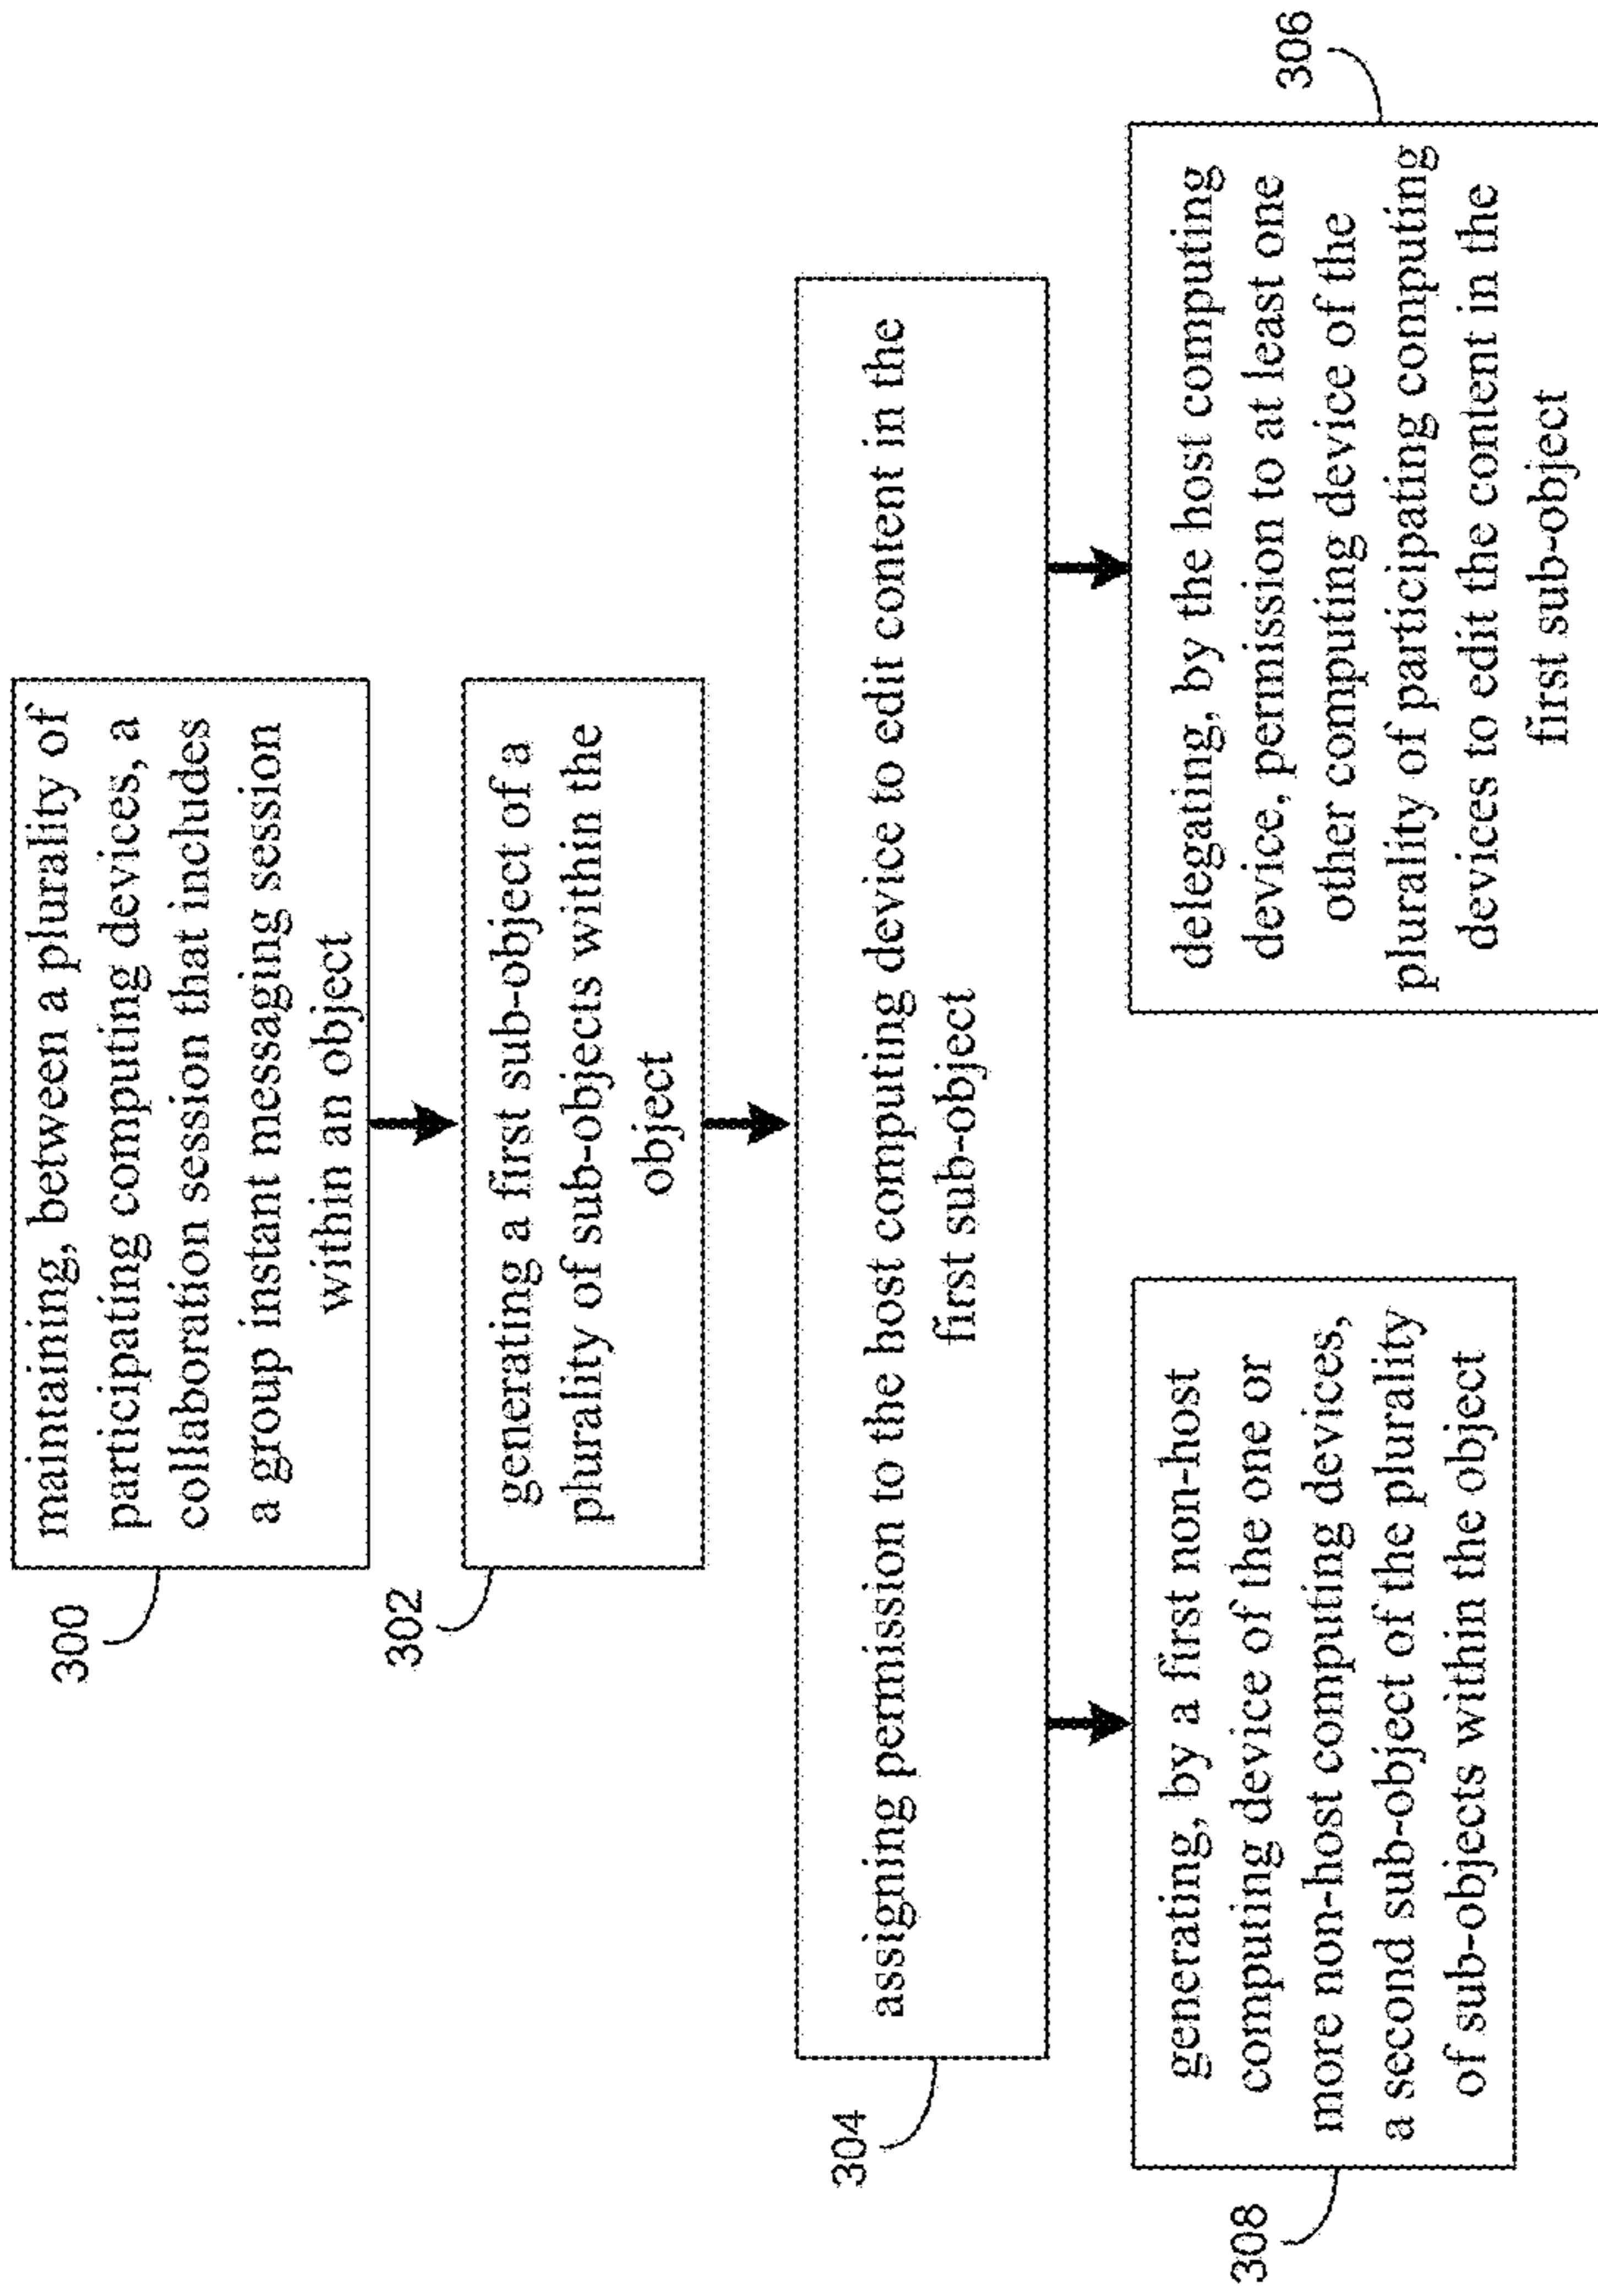 300
maintaining, between a plurality of
participating computing devices, a
collaboration session that includes
a group instant messaging session
within an object
302
generating a first sub-object of a
plurality of sub-objects within the
object
304
assigning permission to the host computing device to edit content in the
first sub-object
308
generating, by a first non-host
computing device of the one or
more non-host computing devices,
a second sub-object of the plurality
of sub-objects within the object
306
delegating, by the host computing
device, permission to at least one
other computing device of the
plurality of participating computing
devices to edit the content in the
first sub-object